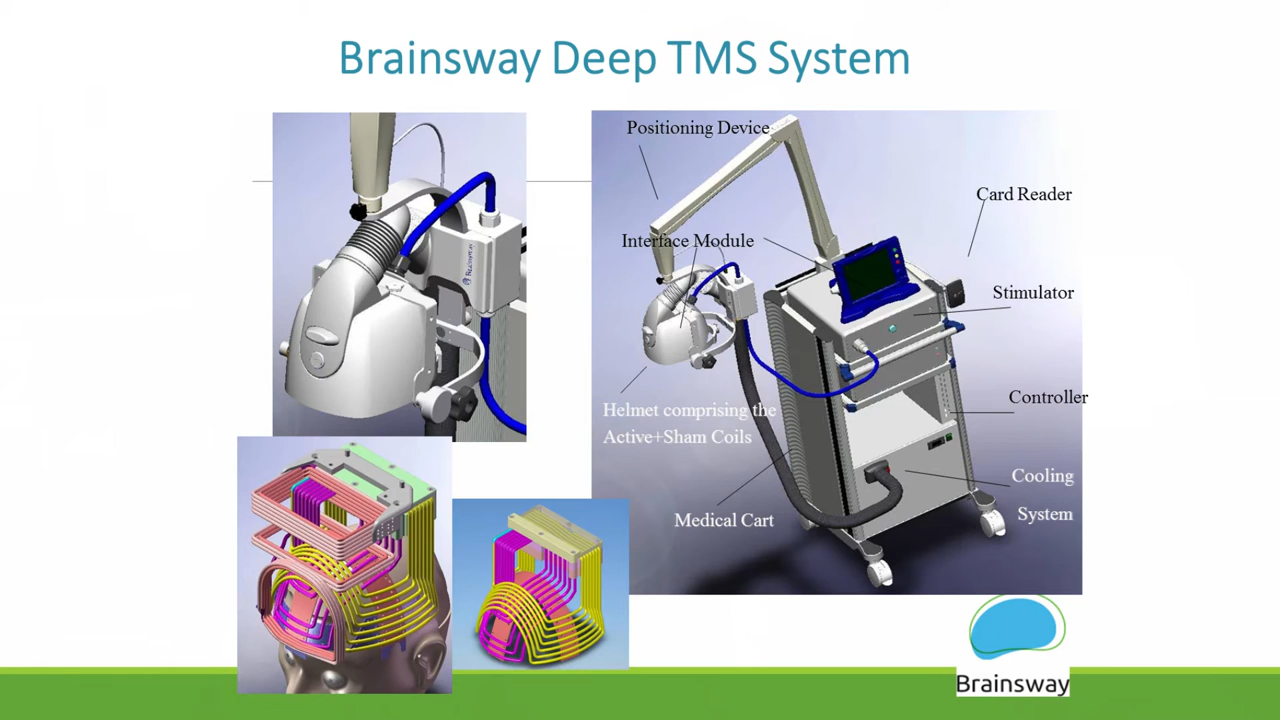 Brainsway Deep TMS System
Positioning Device
Card Reader
Interface Module
Stimulator
Controller
Helmet comprising the
Active+Sham Coils
Cooling
System
Medical Cart
Brainsway
Brainsway